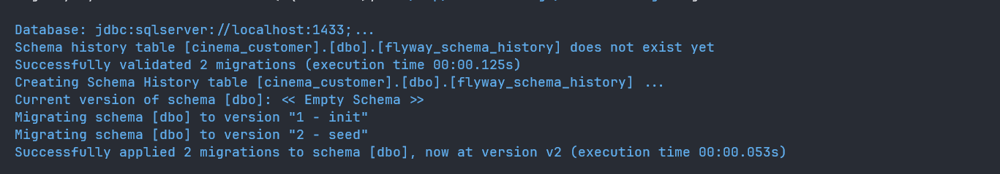 Database: jdbc:sqlserver://localhost:1433;...
Schema history table [cinema_customer].[dbo].[flyway_schema_history] does not exist yet
Successfully validated 2 migrations (execution time 00:00.125s)
Creating Schema History table [cinema_customer].[dbo].[flyway_schema_history] ...
Current version of schema [dbo]: << Empty Schema >>
Migrating schema [dbo] to version "1 - init"
Migrating schema [dbo] to version "2 - seed"
Successfully applied 2 migrations to schema [dbo], now at version v2 (execution time 00:00.053s)